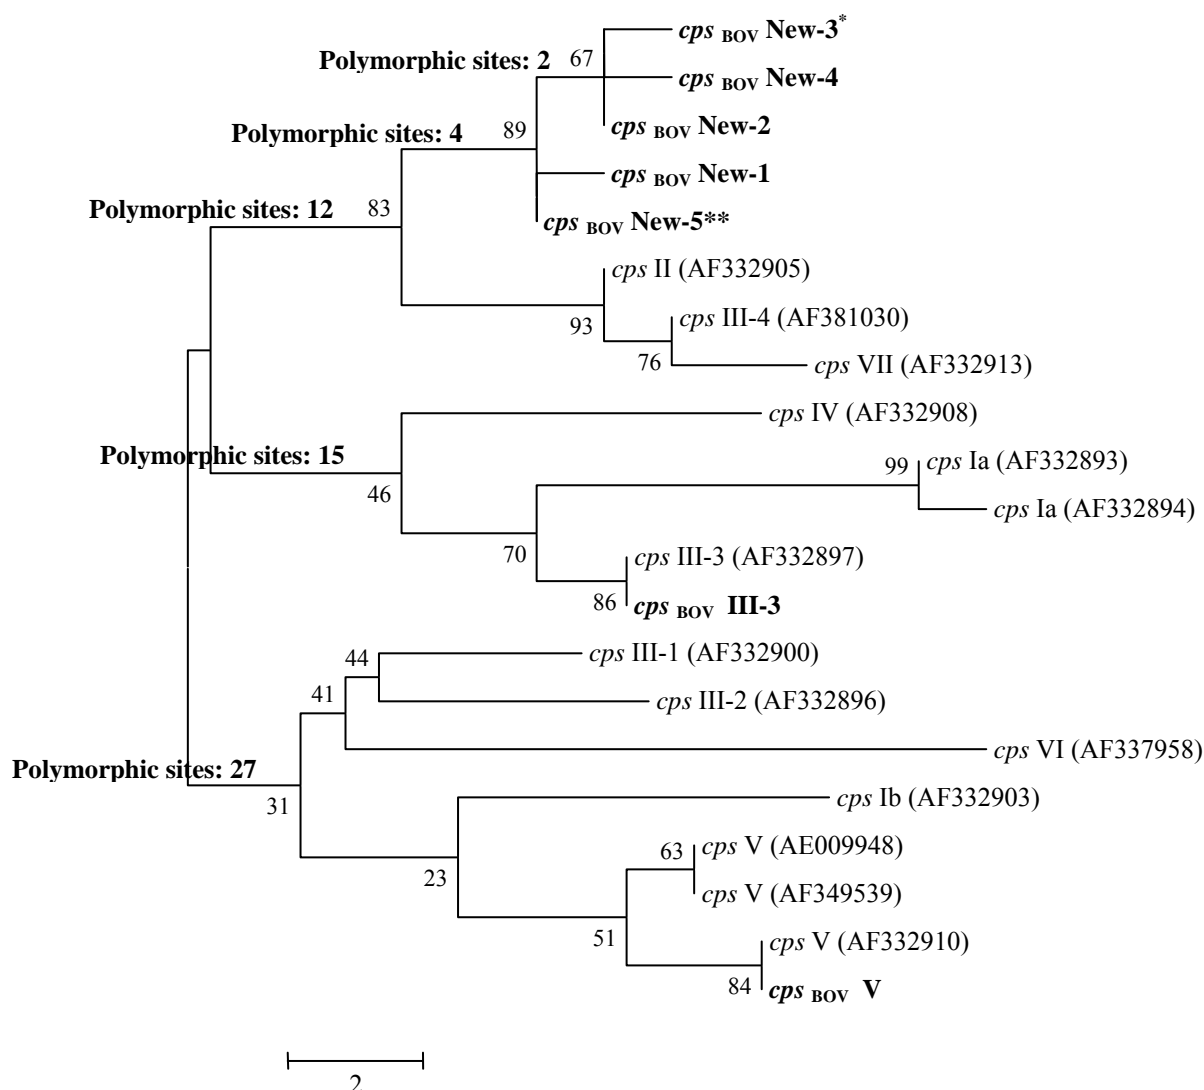 cps BOV New-3*
Polymorphic sites: 2
67
cps BOV New-4
cps BOV New-2
Polymorphic sites: 4
89
cps BOV New-1
Polymorphic sites: 12
83
cps BOV New-5**
cps II (AF332905)
93
cps III-4 (AF381030)
76
cps VII (AF332913)
cps IV (AF332908)
Polymorphic sites: 15
46
99
cps Ia (AF332893)
cps Ia (AF332894)
70
cps III-3 (AF332897)
86
cps BOV III-3
44
cps III-1 (AF332900)
41
cps III-2 (AF332896)
cps VI (AF337958)
Polymorphic sites: 27
31
cps Ib (AF332903)
23
63
cps V (AE009948)
cps V (AF349539)
51
cps V (AF332910)
84
cps BOV V
2